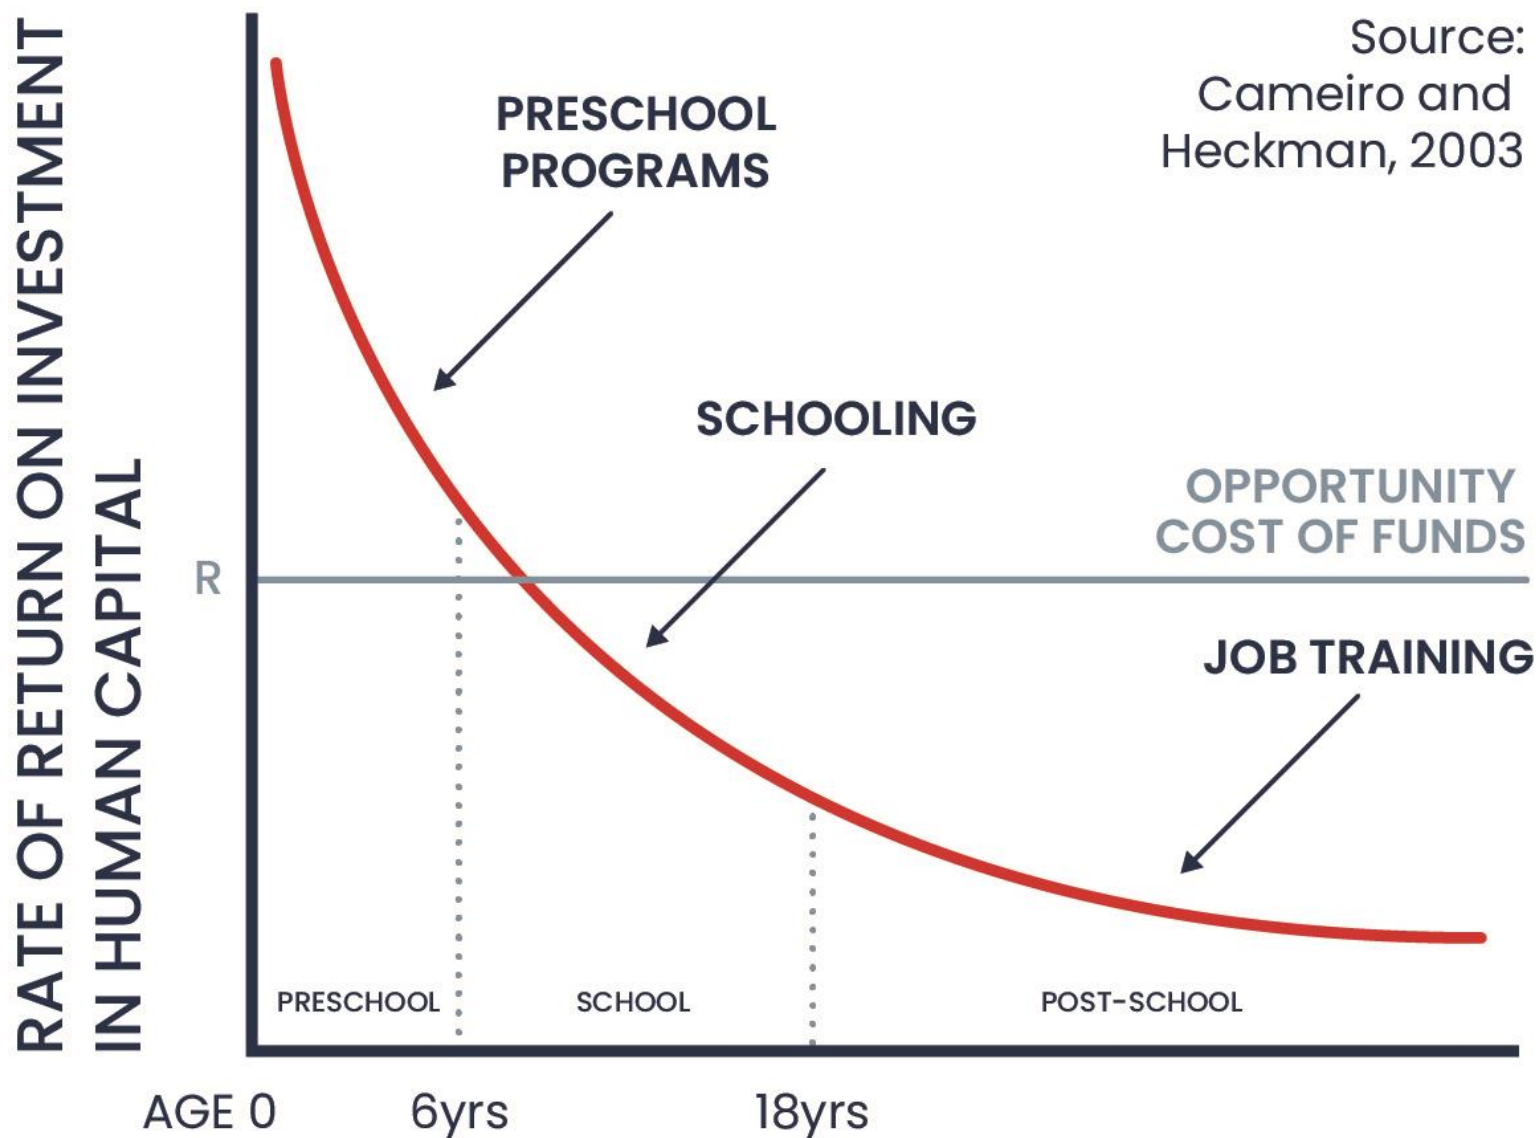 RATE OF RETURN ON INVESTMENT
IN HUMAN CAPITAL
Source:
Cameiro and
Heckman, 2003
PRESCHOOL
PROGRAMS
SCHOOLING
OPPORTUNITY
COST OF FUNDS
R
JOB TRAINING
PRESCHOOL
SCHOOL
POST-SCHOOL
AGE 0
6yrs
18yrs